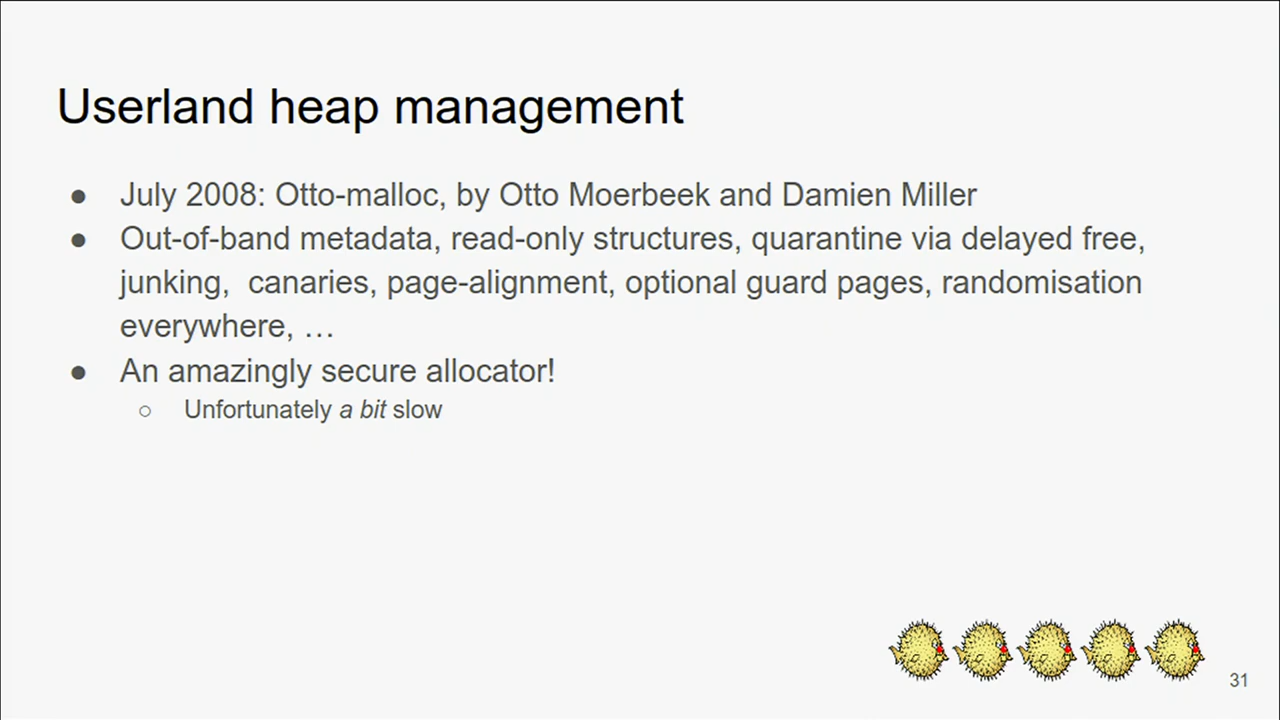 Userland heap management
● July 2008: Otto-malloc, by Otto Moerbeek and Damien Miller
● Out-of-band metadata, read-only structures, quarantine via delayed free,
junking,  canaries, page-alignment, optional guard pages, randomisation
everywhere, …
● An amazingly secure allocator!
○ Unfortunately a bit slow
31